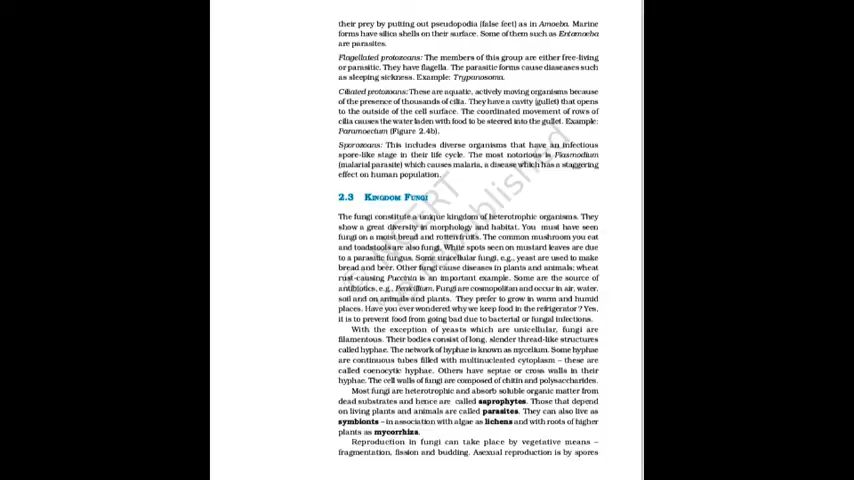 their prey by putting out pseudopodia (false feet) as in Amoeba. Marine
forms have silica shells on their surface. Some of them such as Entamoeba
are parasites.
Flagellated protozoans: The members of this group are either free-living
or parasitic. They have flagella. The parasitic forms cause diaseases such
as sleeping sickness. Example: Trypanosoma.
Ciliated protozoans: These are aquatic, actively moving organisms because
of the presence of thousands of cilia. They have a cavity (gullet) that opens
to the outside of the cell surface. The coordinated movement of rows of
cilia causes the water laden with food to be steered into the gullet. Example:
Paramoecium (Figure 2.4b).
Sporozoans: This includes diverse organisms that have an infectious
spore-like stage in their life cycle. The most notorious is Plasmodium
(malarial parasite) which causes malaria, a disease which has a staggering
effect on human population.
2.3 KINGDOM FUNGI
The fungi constitute a unique kingdom of heterotrophic organisms. They
show a great diversity in morphology and habitat. You must have seen
fungi on a moist bread and rotten fruits. The common mushroom you eat
and toadstools are also fungi. White spots seen on mustard leaves are due
to a parasitic fungus. Some unicellular fungi, e.g., yeast are used to make
bread and beer. Other fungi cause diseases in plants and animals; wheat
rust-causing Puccinia is an important example. Some are the source of
antibiotics, e.g., Penicillium. Fungi are cosmopolitan and occur in air, water,
soil and on animals and plants. They prefer to grow in warm and humid
places. Have you ever wondered why we keep food in the refrigerator ? Yes,
it is to prevent food from going bad due to bacterial or fungal infections.
With the exception of yeasts which are unicellular, fungi are
filamentous. Their bodies consist of long, slender thread-like structures
called hyphae. The network of hyphae is known as mycelium. Some hyphae
are continuous tubes filled with multinucleated cytoplasm – these are
called coenocytic hyphae. Others have septae or cross walls in their
hyphae. The cell walls of fungi are composed of chitin and polysaccharides.
Most fungi are heterotrophic and absorb soluble organic matter from
dead substrates and hence are called saprophytes. Those that depend
on living plants and animals are called parasites. They can also live as
symbionts – in association with algae as lichens and with roots of higher
plants as mycorrhiza.
Reproduction in fungi can take place by vegetative means –
fragmentation, fission and budding. Asexual reproduction is by spores